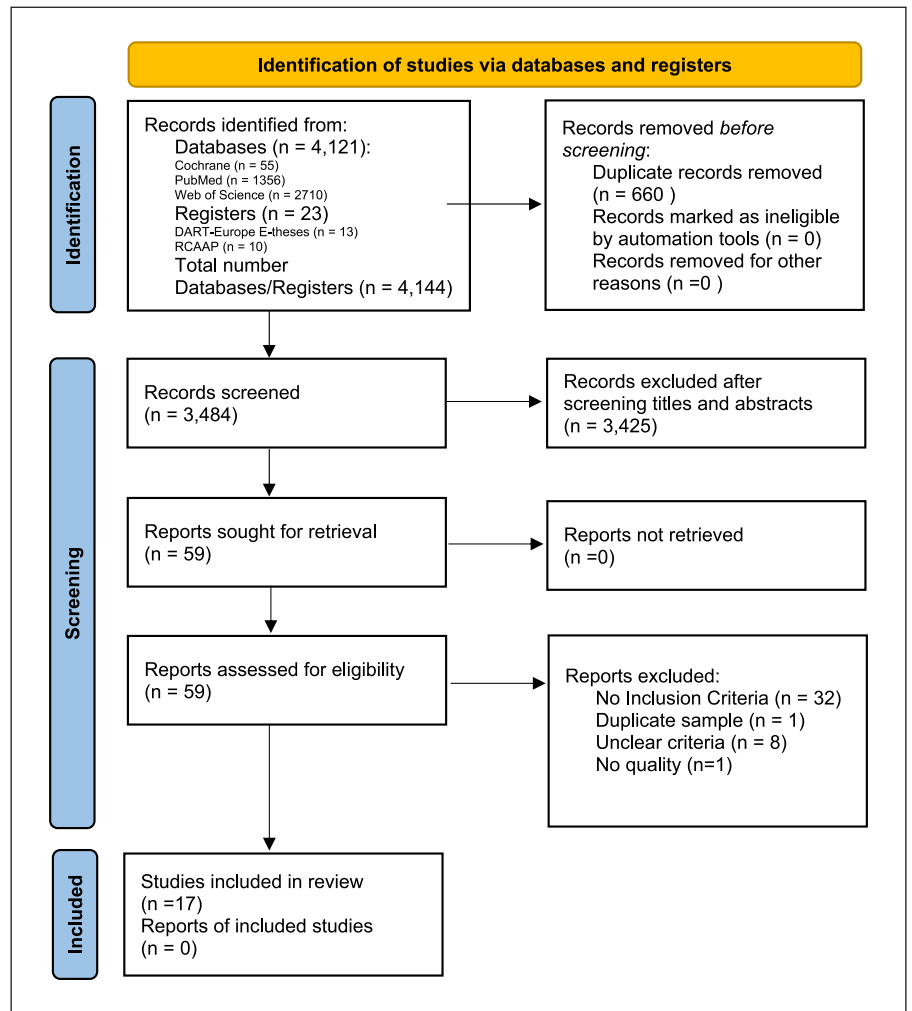 Identification of studies via databases and registers
Identification
Records identified from:
Databases (n = 4,121):
Cochrane (n = 55)
PubMed (n = 1356)
Web of Science (n = 2710)
Registers (n = 23)
DART-Europe E-theses (n = 13)
RCAAP (n = 10)
Total number
Databases/Registers (n = 4,144)
Records removed before
screening:
Duplicate records removed
(n = 660 )
Records marked as ineligible
by automation tools (n = 0)
Records removed for other
reasons (n =0 )
Screening
Records screened
(n = 3,484)
Records excluded after
screening titles and abstracts
(n = 3,425)
Reports sought for retrieval
(n = 59)
Reports not retrieved
(n =0)
Reports assessed for eligibility
(n = 59)
Reports excluded:
No Inclusion Criteria (n = 32)
Duplicate sample (n = 1)
Unclear criteria (n = 8)
No quality (n=1)
Included
Studies included in review
(n =17)
Reports of included studies
(n = 0)